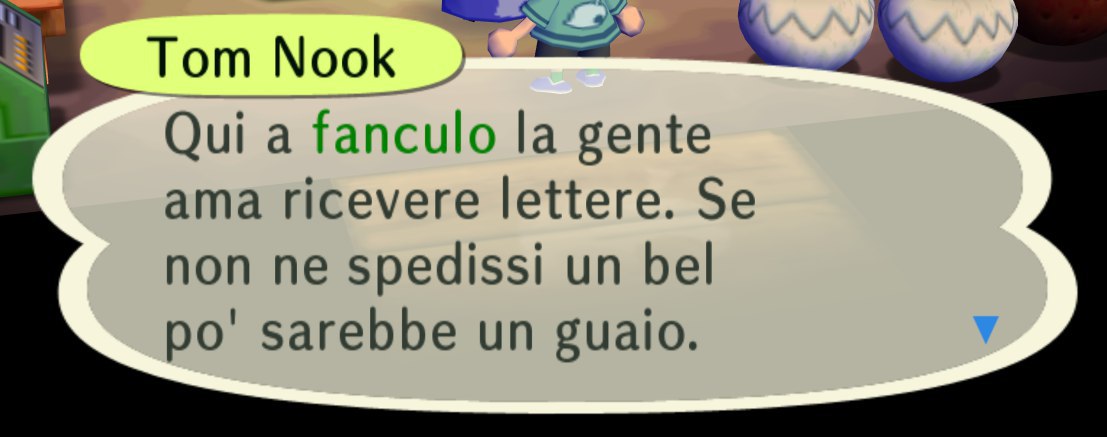 Tom Nook
Qui a fanculo la gente
ama ricevere lettere. Se
non ne spedissi un bel
po' sarebbe un guaio.